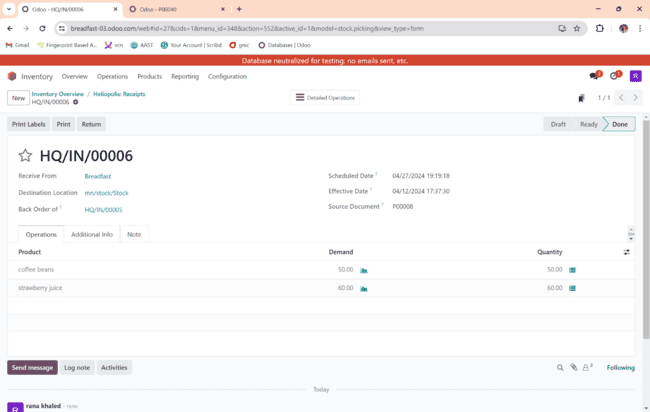 Odoo - HQ/IN/00006
Odoo - P00040
breadfast-03.odoo.com/web#id=27&cids=1&menu_id=348&action=552&active_id=1&model=stock.picking&view_type=form
Gmail
Fingerprint Based A...
vcn
AAST
Your Account | Scribd
gmc
Databases | Odoo
Database neutralized for testing: no emails sent, etc.
Inventory Overview Operations Products Reporting Configuration
New
Inventory Overview / Heliopolic Receipts
HQ/IN/00006
Detailed Operations
1 / 1
Print Labels Print Return
Draft Ready Done
HQ/IN/00006
Receive From Breadfast
Destination Location mn/stock/Stock
Back Order of ? HQ/IN/00005
Scheduled Date ? 04/27/2024 19:19:18
Effective Date ? 04/12/2024 17:37:30
Source Document ? P00008
Operations Additional Info Note
Product Demand Quantity
coffee beans 50.00 50.00
strawberry juice 60.00 60.00
Send message Log note Activities
2
Following
Today
rana khaled - now